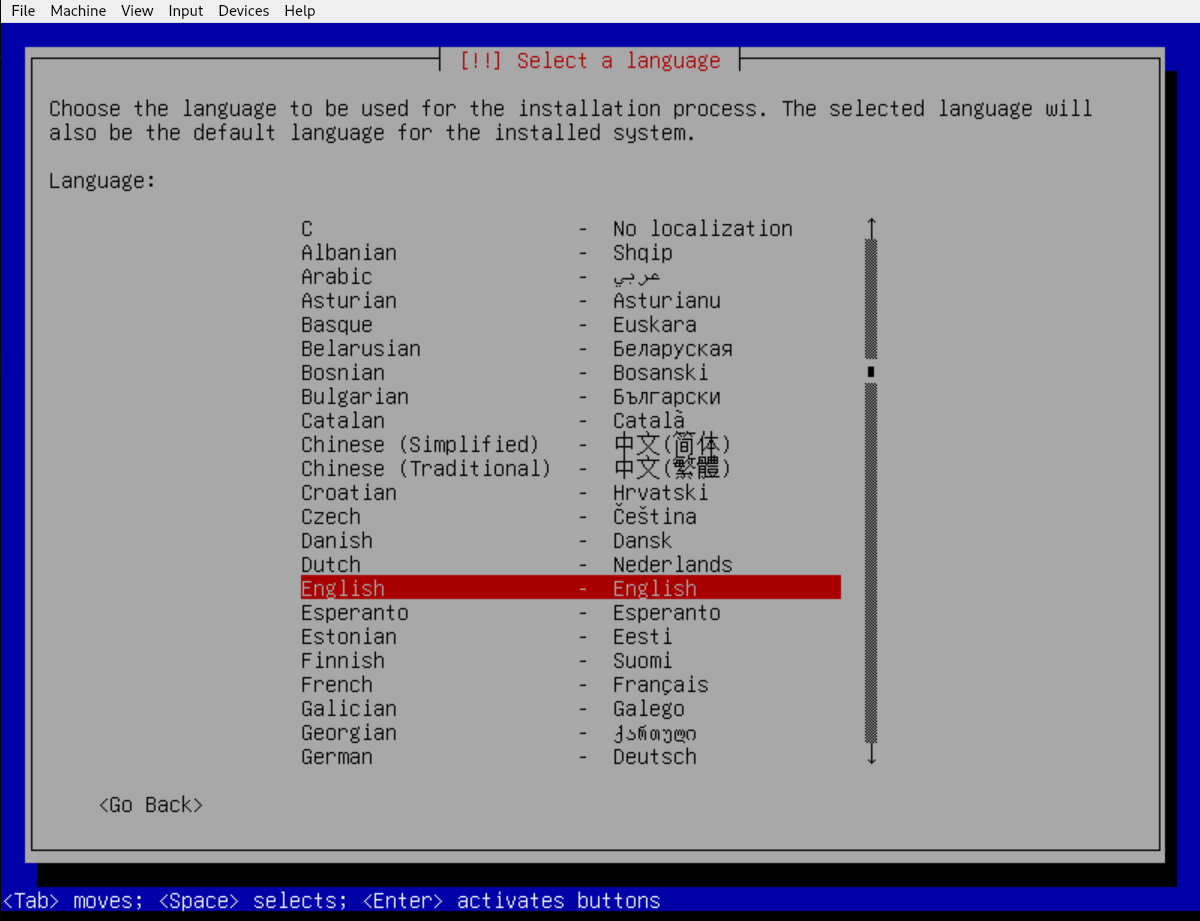 File Machine View Input Devices Help
[!!] Select a language
Choose the language to be used for the installation process. The selected language will
also be the default language for the installed system.
Language:
C - No localization
Albanian - Shqip
Arabic - عربي
Asturian - Asturianu
Basque - Euskara
Belarusian - Беларуская
Bosnian - Bosanski
Bulgarian - Български
Catalan - Català
Chinese (Simplified) - 中文(简体)
Chinese (Traditional) - 中文(繁體)
Croatian - Hrvatski
Czech - Čeština
Danish - Dansk
Dutch - Nederlands
English - English
Esperanto - Esperanto
Estonian - Eesti
Finnish - Suomi
French - Français
Galician - Galego
Georgian - ქართული
German - Deutsch
<Go Back>
<Tab> moves; <Space> selects; <Enter> activates buttons